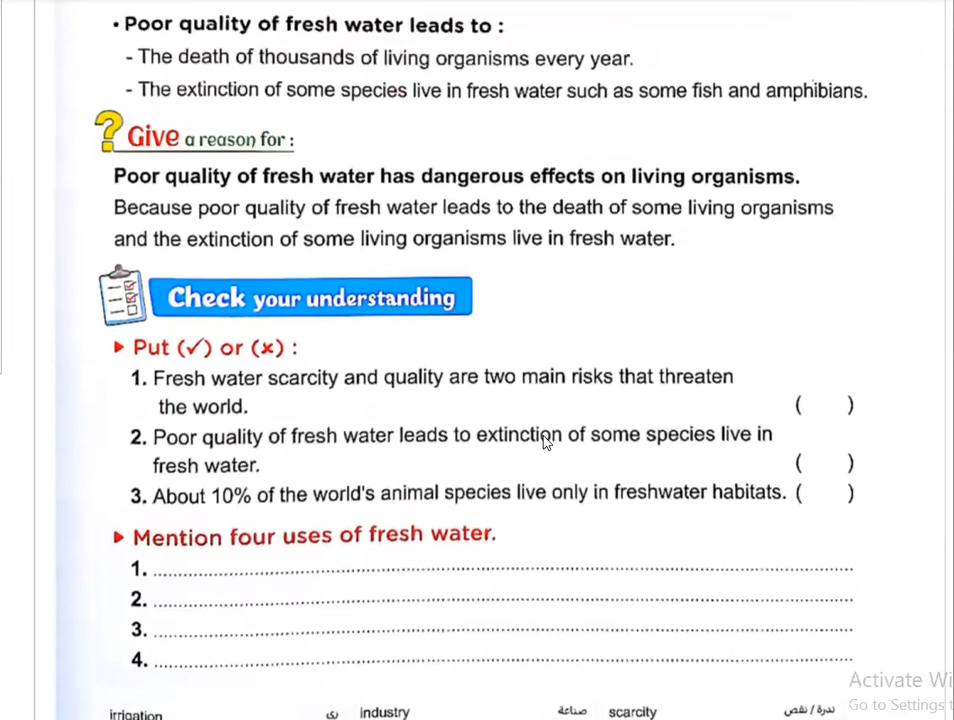 • Poor quality of fresh water leads to :
- The death of thousands of living organisms every year.
- The extinction of some species live in fresh water such as some fish and amphibians.
? Give a reason for :
Poor quality of fresh water has dangerous effects on living organisms.
Because poor quality of fresh water leads to the death of some living organisms
and the extinction of some living organisms live in fresh water.
Check your understanding
Put (✓) or (×) :
1. Fresh water scarcity and quality are two main risks that threaten
the world. ( )
2. Poor quality of fresh water leads to extinction of some species live in
fresh water. ( )
3. About 10% of the world's animal species live only in freshwater habitats. ( )
Mention four uses of fresh water.
1.
2.
3.
4.
Activate Wi
Go to Settings t
irrigation رى industry صناعة scarcity ندرة / نقص